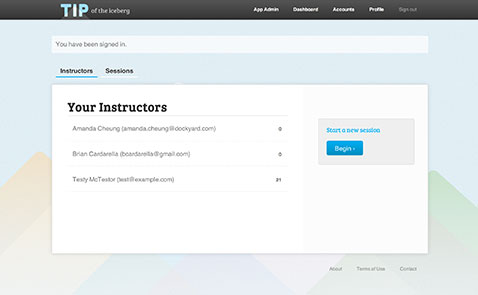 TIP of the iceberg
App Admin Dashboard Accounts Profile Sign out
You have been signed in.
Instructors Sessions
Your Instructors
Amanda Cheung (amanda.cheung@dockyard.com) 0
Brian Cardarella (bcardarella@gmail.com) 0
Testy McTestor (test@example.com) 21
Start a new session
Begin ›
About Terms of Use Contact